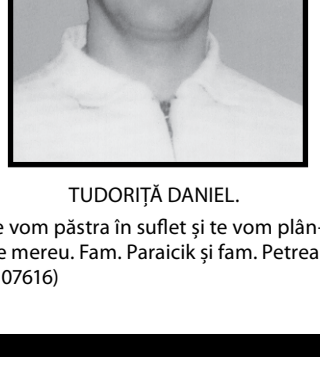 TUDORIȚĂ DANIEL.
vom păstra în suflet și te vom plân-
mereu. Fam. Paraicik și fam. Petrea
07616)